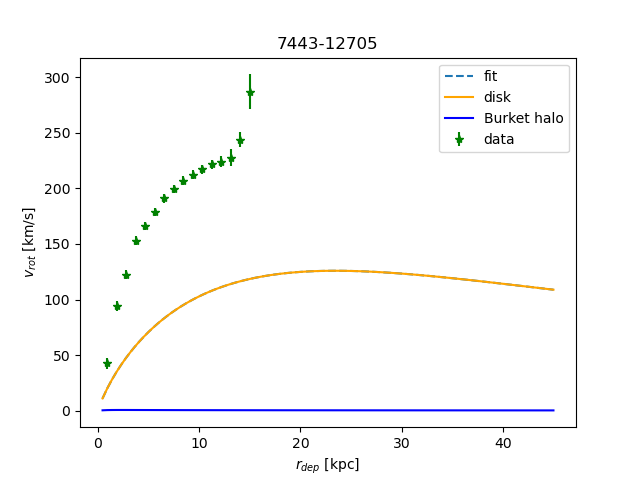 7443-12705
fit
disk
Burket halo
data
300
250
200
150
100
50
0
v_rot [km/s]
0 10 20 30 40
r_dep [kpc]